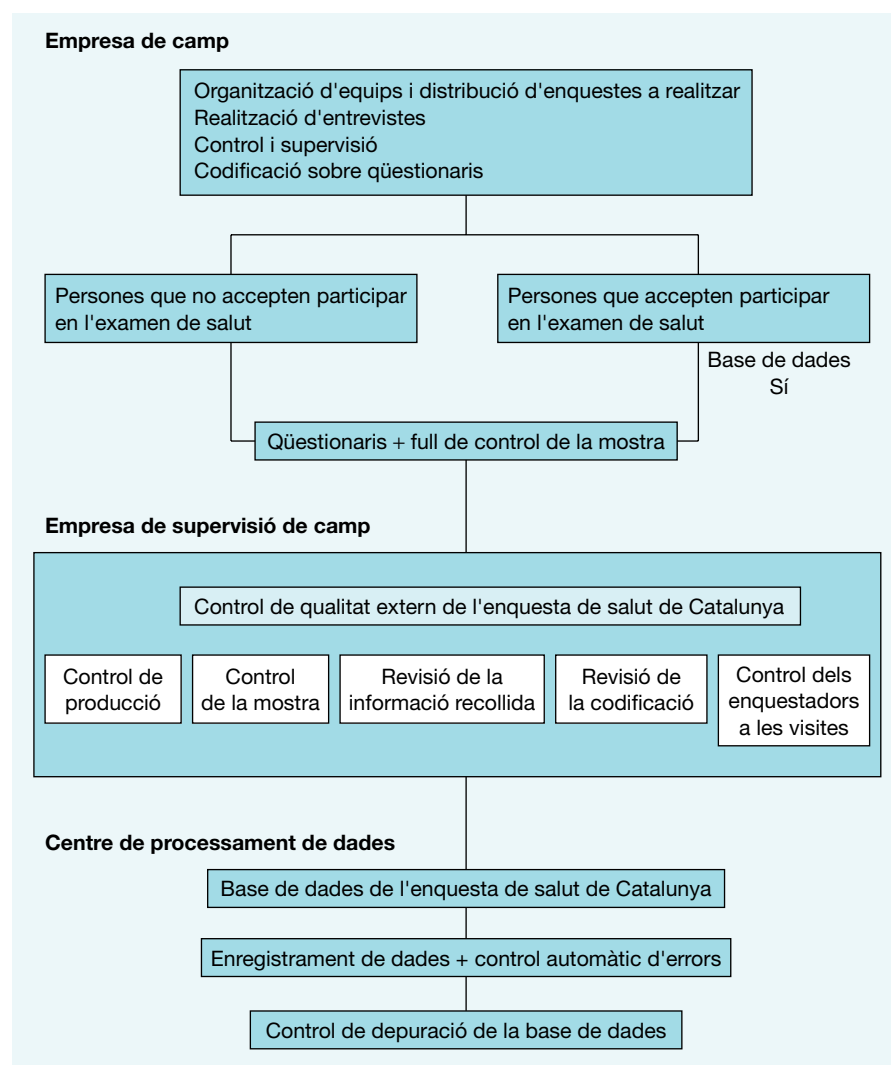 Empresa de camp
Organització d'equips i distribució d'enquestes a realitzar
Realització d'entrevistes
Control i supervisió
Codificació sobre qüestionaris
Persones que no accepten participar
en l'examen de salut
Persones que accepten participar
en l'examen de salut
Base de dades
Sí
Qüestionaris + full de control de la mostra
Empresa de supervisió de camp
Control de qualitat extern de l'enquesta de salut de Catalunya
Control de
producció
Control
de la mostra
Revisió de la
informació recollida
Revisió de
la codificació
Control dels
enquestadors
a les visites
Centre de processament de dades
Base de dades de l'enquesta de salut de Catalunya
Enregistrament de dades + control automàtic d'errors
Control de depuració de la base de dades